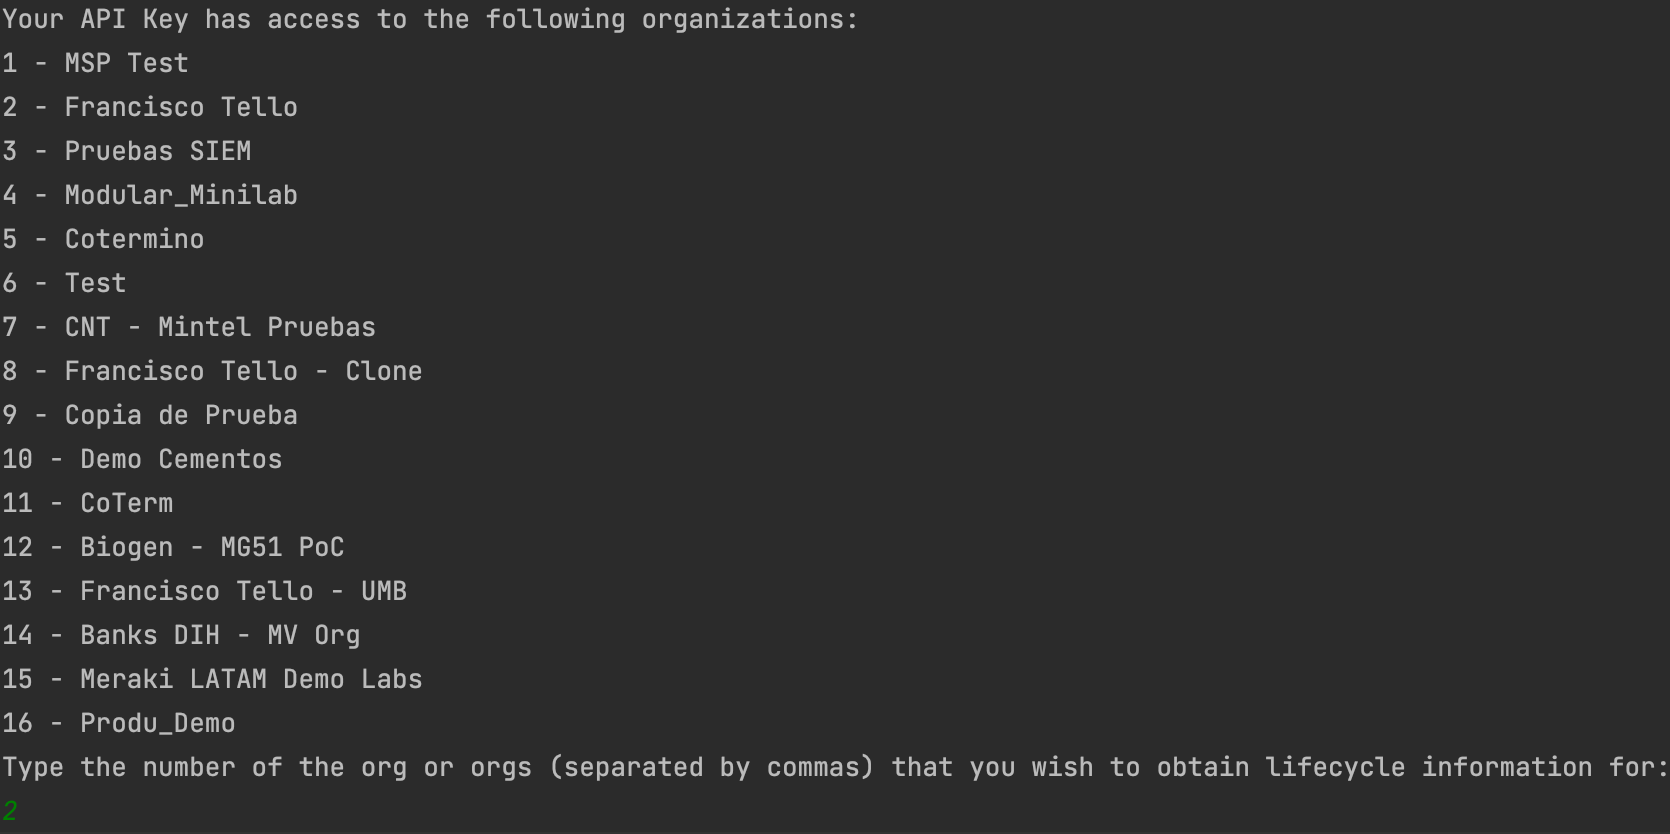 Your API Key has access to the following organizations:
1 - MSP Test
2 - Francisco Tello
3 - Pruebas SIEM
4 - Modular_Minilab
5 - Cotermino
6 - Test
7 - CNT - Mintel Pruebas
8 - Francisco Tello - Clone
9 - Copia de Prueba
10 - Demo Cementos
11 - CoTerm
12 - Biogen - MG51 PoC
13 - Francisco Tello - UMB
14 - Banks DIH - MV Org
15 - Meraki LATAM Demo Labs
16 - Produ_Demo
Type the number of the org or orgs (separated by commas) that you wish to obtain lifecycle information for:
2